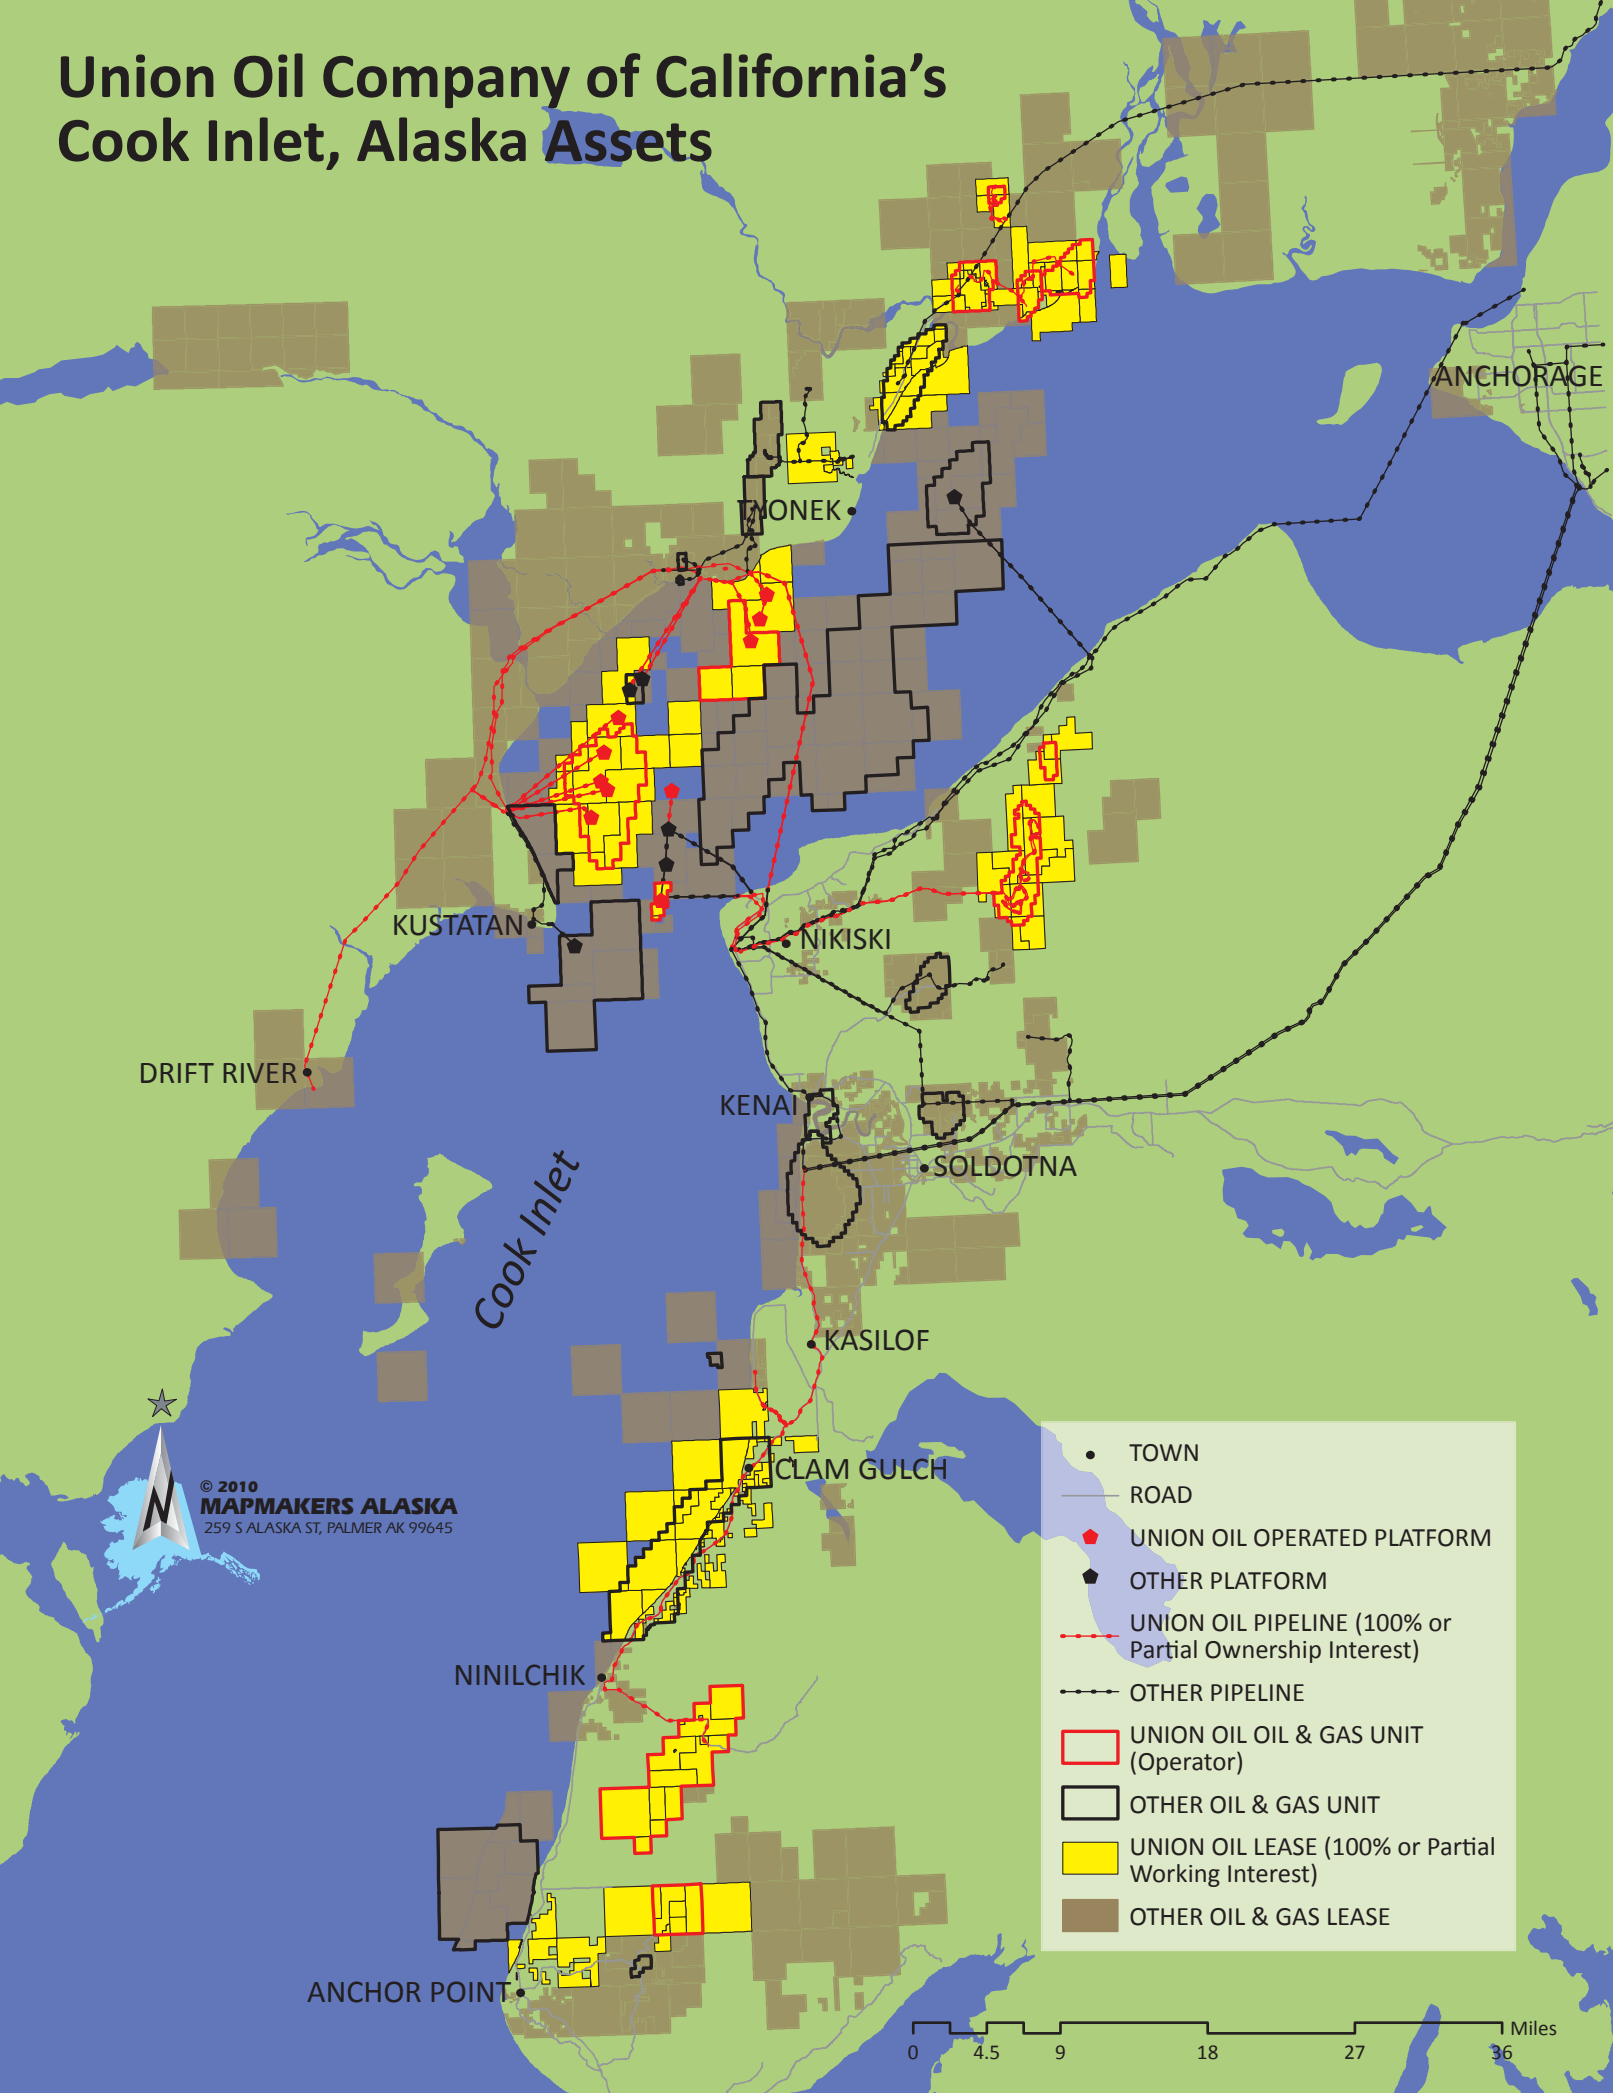 Union Oil Company of California's
Cook Inlet, Alaska Assets
ANCHORAGE
TYONEK
KUSTATAN
NIKISKI
DRIFT RIVER
KENAI
SOLDOTNA
Cook Inlet
KASILOF
CLAM GULCH
NINILCHIK
ANCHOR POINT
N
© 2010
MAPMAKERS ALASKA
259 S ALASKA ST, PALMER AK 99645
TOWN
ROAD
UNION OIL OPERATED PLATFORM
OTHER PLATFORM
UNION OIL PIPELINE (100% or
Partial Ownership Interest)
OTHER PIPELINE
UNION OIL OIL & GAS UNIT
(Operator)
OTHER OIL & GAS UNIT
UNION OIL LEASE (100% or Partial
Working Interest)
OTHER OIL & GAS LEASE
Miles
0 4.5 9 18 27 36